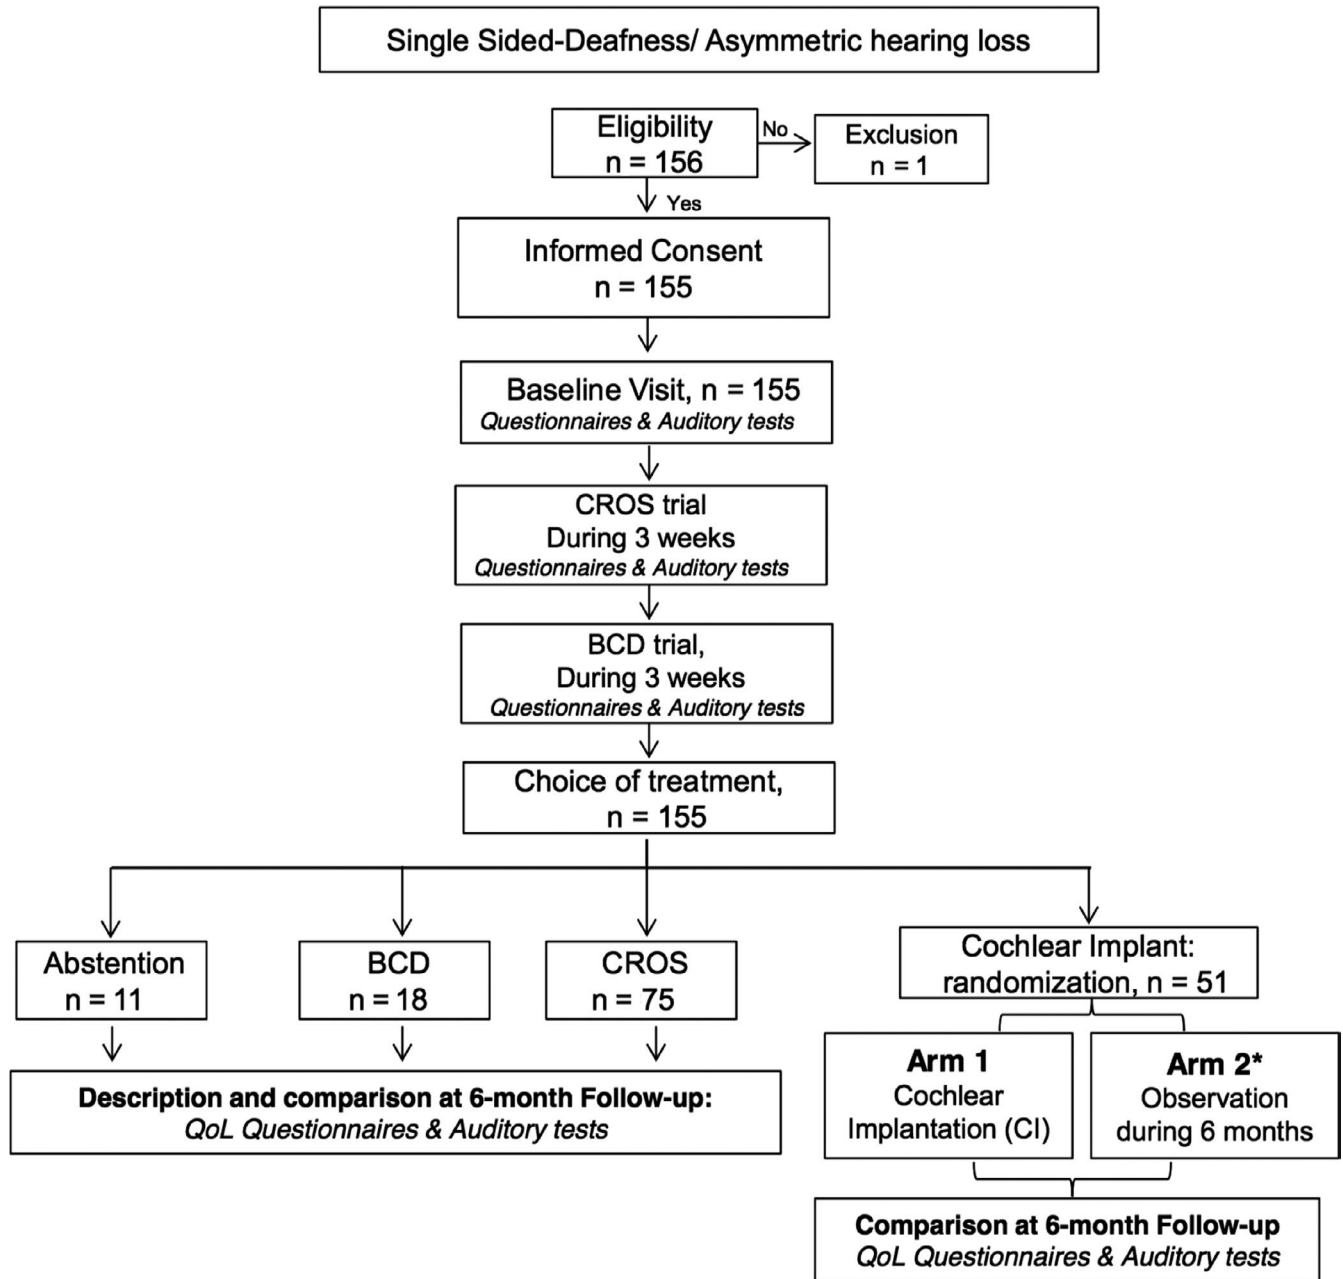 Single Sided-Deafness/ Asymmetric hearing loss
Eligibility
n = 156
No
Exclusion
n = 1
Yes
Informed Consent
n = 155
Baseline Visit, n = 155
Questionnaires & Auditory tests
CROS trial
During 3 weeks
Questionnaires & Auditory tests
BCD trial,
During 3 weeks
Questionnaires & Auditory tests
Choice of treatment,
n = 155
Abstention
n = 11
BCD
n = 18
CROS
n = 75
Cochlear Implant:
randomization, n = 51
Description and comparison at 6-month Follow-up:
QoL Questionnaires & Auditory tests
Arm 1
Cochlear
Implantation (CI)
Arm 2*
Observation
during 6 months
Comparison at 6-month Follow-up
QoL Questionnaires & Auditory tests